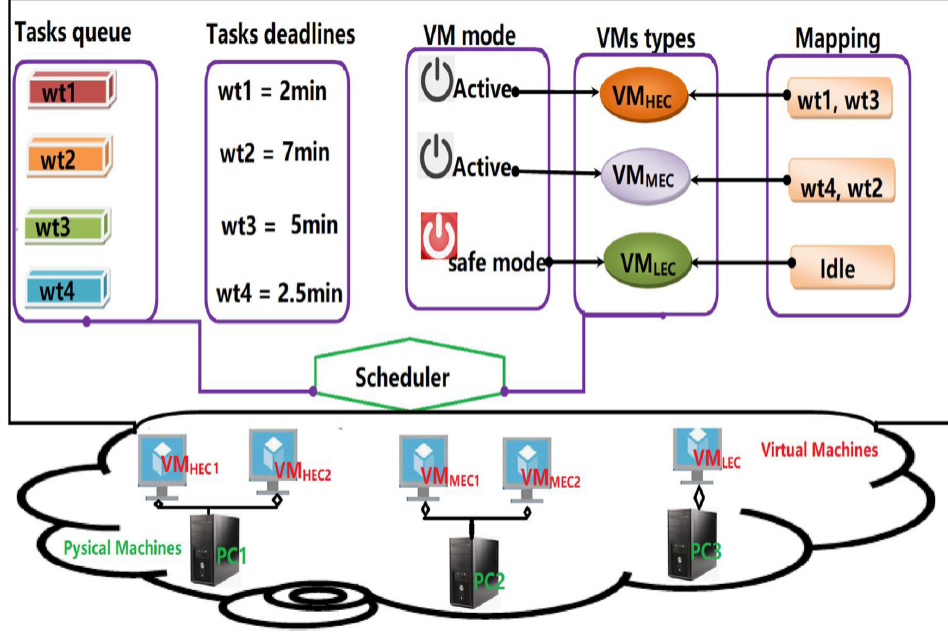 Tasks queue
Tasks deadlines
VM mode
VMs types
Mapping
wt1
wt2
wt3
wt4
wt1 = 2min
wt2 = 7min
wt3 = 5min
wt4 = 2.5min
Active
Active
safe mode
VMHEC
VMMEC
VMLEC
wt1, wt3
wt4, wt2
Idle
Scheduler
Virtual Machines
VMHEC1
VMHEC2
VMMEC1
VMMEC2
VMLEC
Pysical Machines
PC1
PC2
PC3